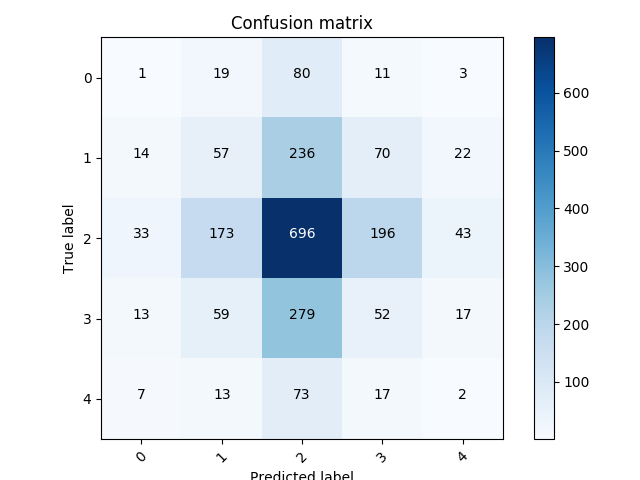 Confusion matrix
0 1 19 80 11 3
1 14 57 236 70 22
2 33 173 696 196 43
3 13 59 279 52 17
4 7 13 73 17 2
0 1 2 3 4
True label
Predicted label
600
500
400
300
200
100